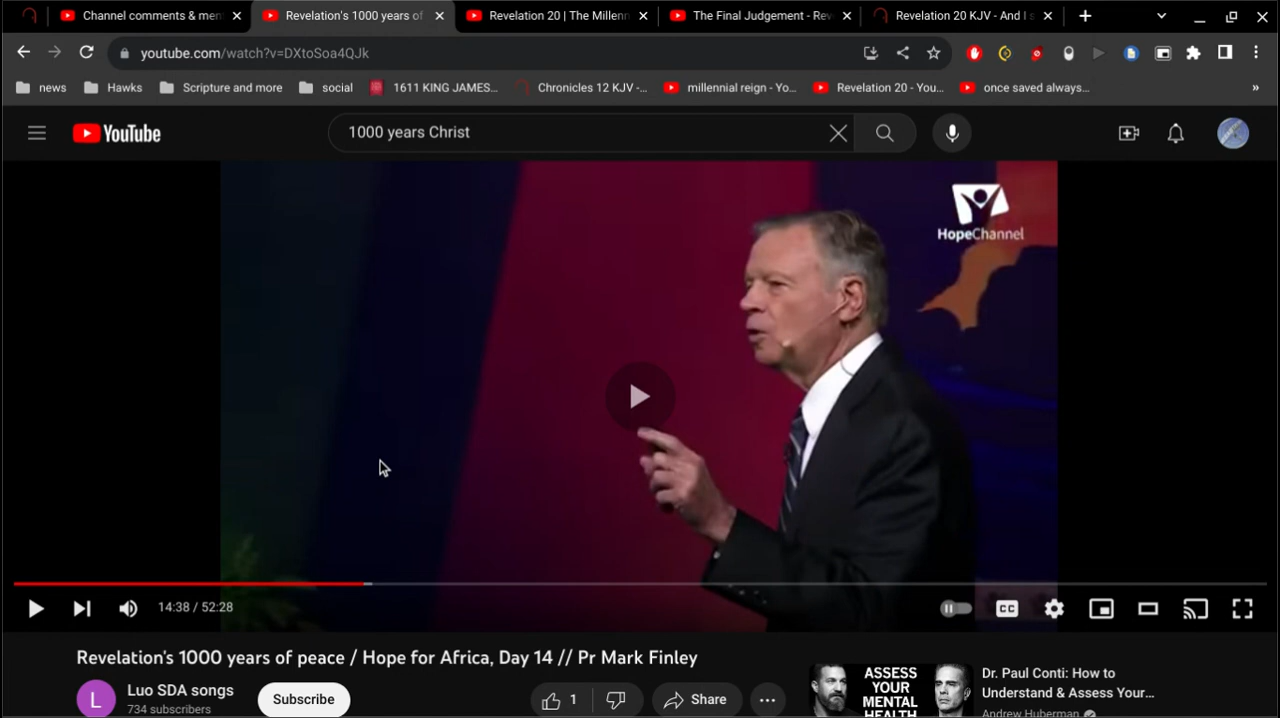 Channel comments & men
Revelation's 1000 years of
Revelation 20 | The Millenn
The Final Judgement - Rev
Revelation 20 KJV - And I s
youtube.com/watch?v=DXtoSoa4QJk
news
Hawks
Scripture and more
social
1611 KING JAMES...
Chronicles 12 KJV -...
millennial reign - Yo...
Revelation 20 - You...
once saved always...
»
YouTube
1000 years Christ
HopeChannel
14:38 / 52:28
CC
Revelation's 1000 years of peace / Hope for Africa, Day 14 // Pr Mark Finley
L
Luo SDA songs
734 subscribers
Subscribe
1
Share
ASSESS
YOUR
MENTAL
HEALTH
Dr. Paul Conti: How to
Understand & Assess Your...
Andrew Huberman